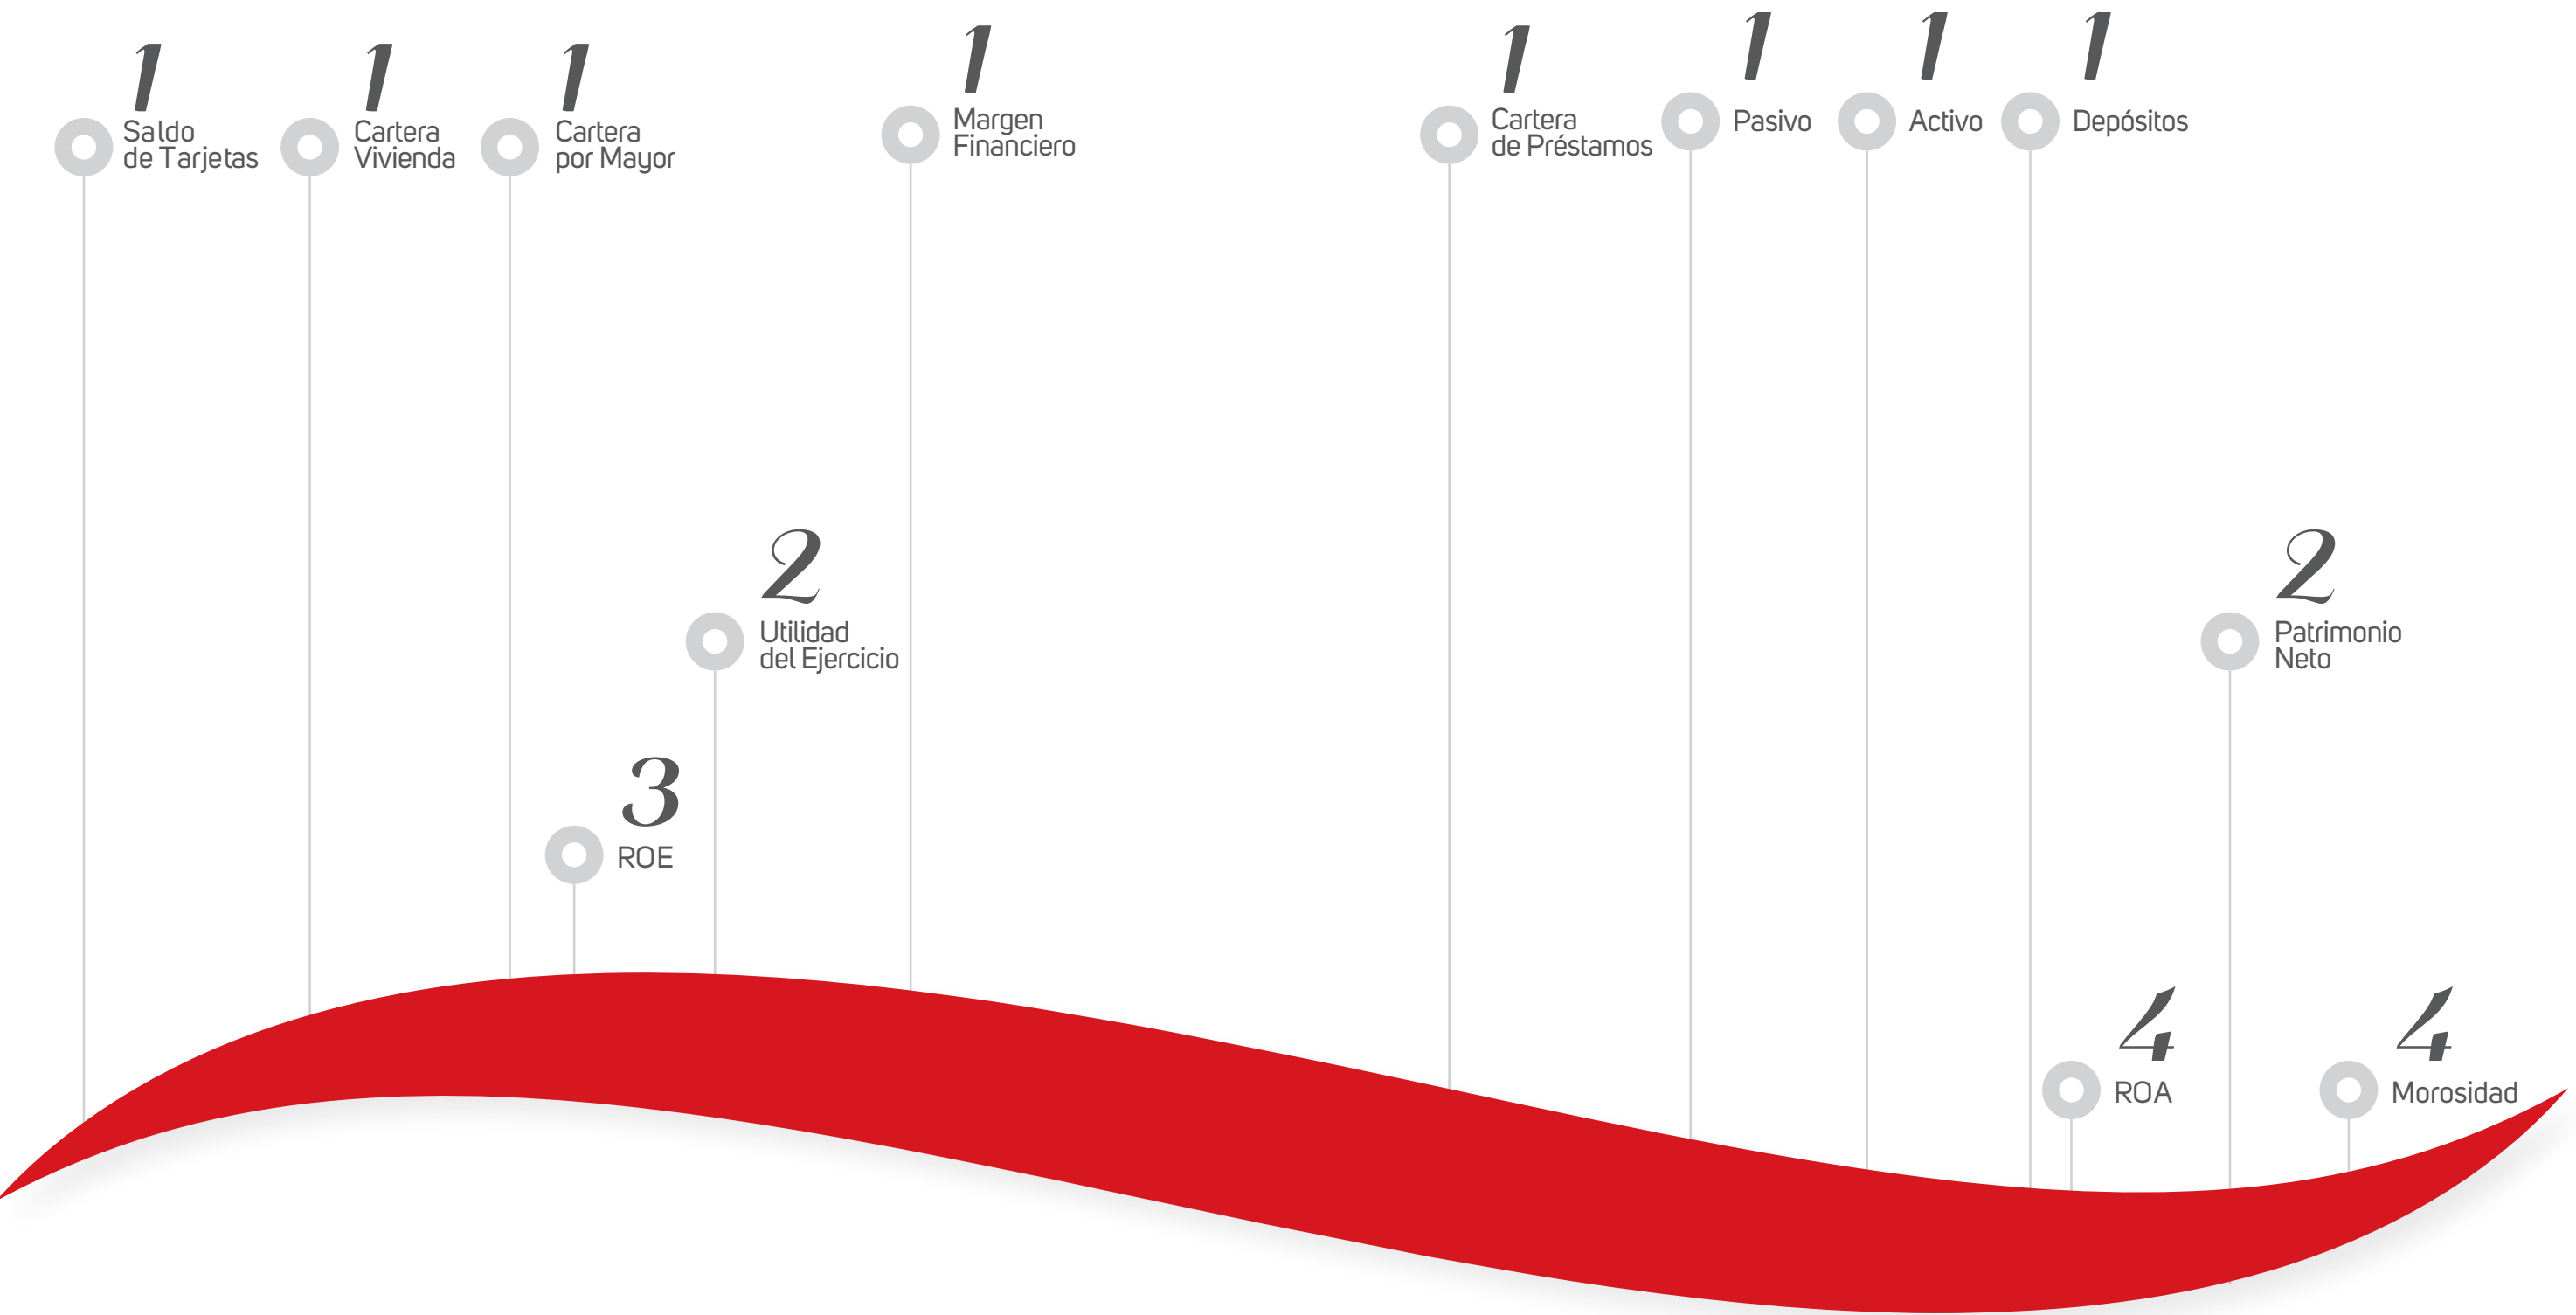 1
Saldo
de Tarjetas
1
Cartera
Vivienda
1
Cartera
por Mayor
1
Margen
Financiero
1
Cartera
de Préstamos
1
Pasivo
1
Activo
1
Depósitos
2
Utilidad
del Ejercicio
2
Patrimonio
Neto
3
ROE
4
ROA
4
Morosidad